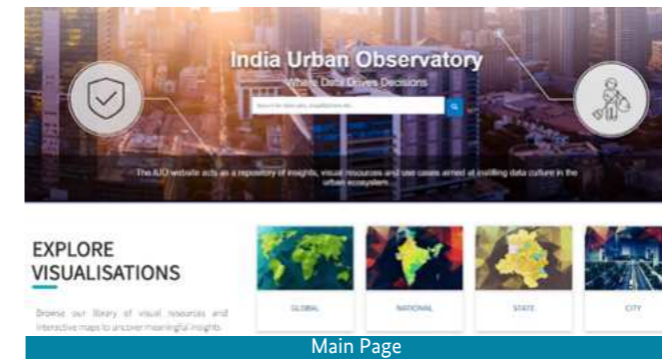 India Urban Observatory
Where Data Drives Decisions
Search for
The IUO website acts as a repository of insights, visual resources and use cases aimed at instilling data culture in the
urban ecosystem
EXPLORE
VISUALISATIONS
Browse our library of visual resources and
interactive maps to uncover meaningful insights
GLOBAL
NATIONAL
STATE
CITY
Main Page